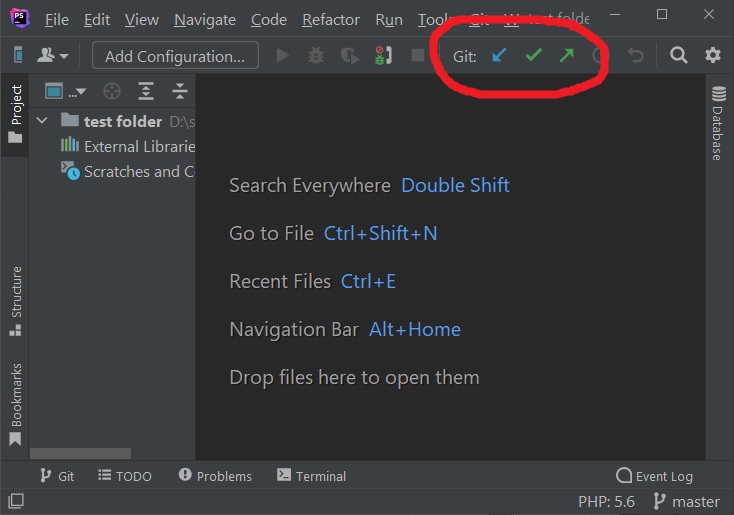 PS File Edit View Navigate Code Refactor Run Tools Git test folder
Add Configuration... Git:
Project
...
test folder D:\s
External Librarie
Scratches and C
Structure
Bookmarks
Search Everywhere Double Shift
Go to File Ctrl+Shift+N
Recent Files Ctrl+E
Navigation Bar Alt+Home
Drop files here to open them
Database
Git TODO Problems Terminal Event Log
PHP: 5.6 master